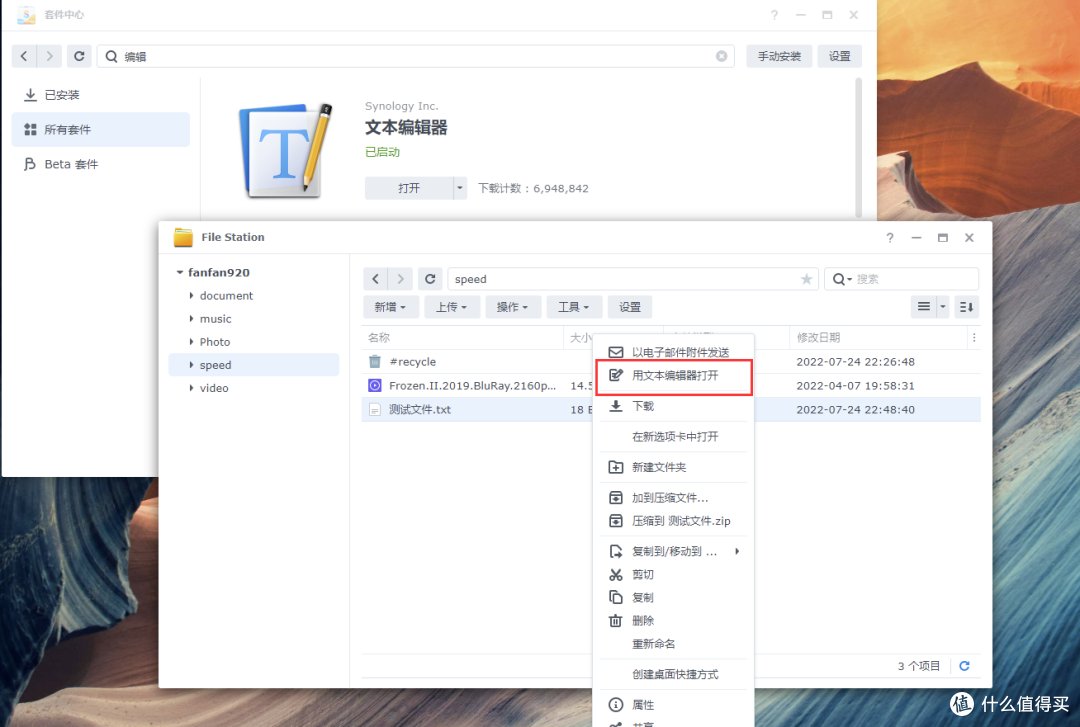 套件中心
编辑
手动安装
设置
已安装
所有套件
Beta 套件
Synology Inc.
文本编辑器
已启动
打开
下载计数：6,948,842
File Station
fanfan920
document
music
Photo
speed
video
speed
搜索
新增
上传
操作
工具
设置
名称
大小
修改日期
#recycle
2022-07-24 22:26:48
Frozen.II.2019.BluRay.2160p...
14.5
2022-04-07 19:58:31
测试文件.txt
18
2022-07-24 22:48:40
以电子邮件附件发送
用文本编辑器打开
下载
在新选项卡中打开
新建文件夹
加到压缩文件...
压缩到 测试文件.zip
复制到/移动到 ...
剪切
复制
删除
重新命名
创建桌面快捷方式
属性
共享
3 个项目
值 什么值得买